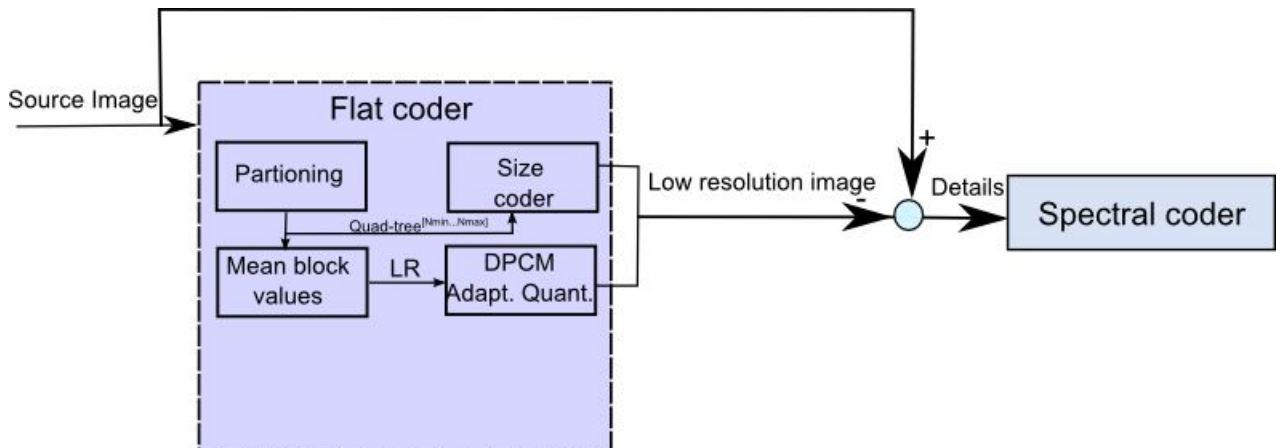 Source Image
Flat coder
Partioning
Size
coder
Quad-tree[Nmin...Nmax]
Mean block
values
LR
DPCM
Adapt. Quant.
Low resolution image
-
+
Details
Spectral coder